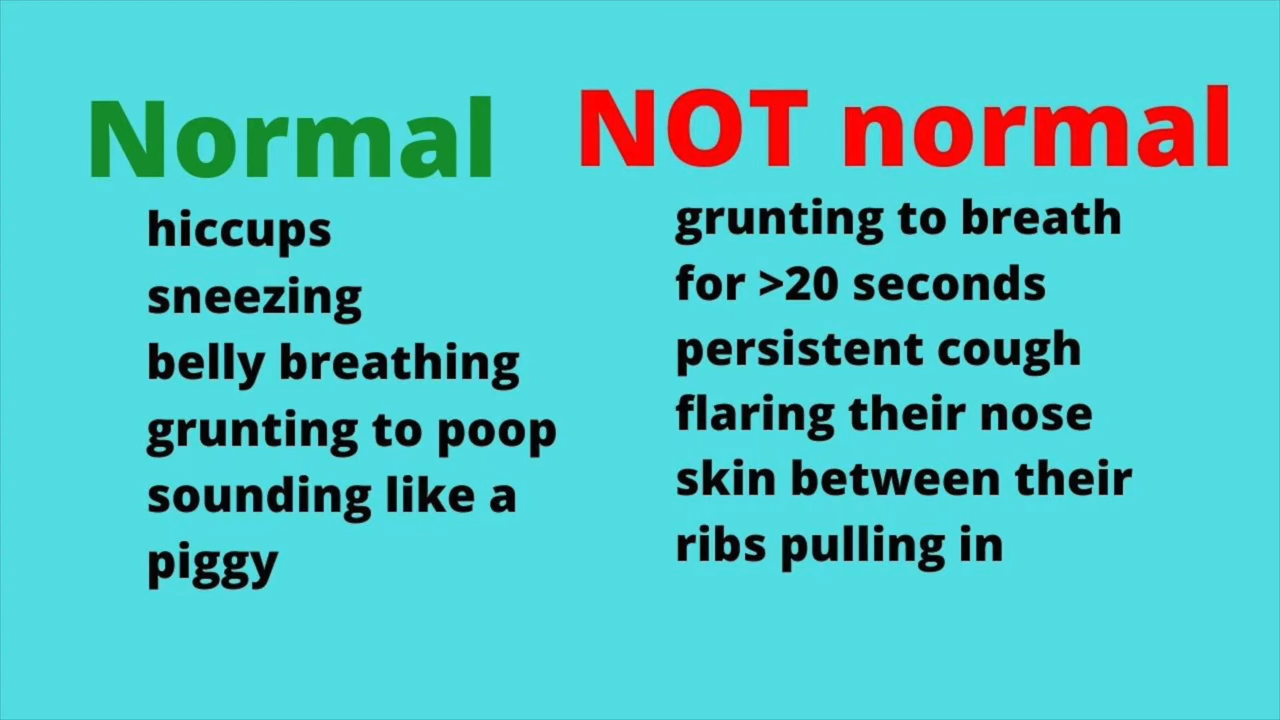 Normal
hiccups
sneezing
belly breathing
grunting to poop
sounding like a
piggy
NOT normal
grunting to breath
for >20 seconds
persistent cough
flaring their nose
skin between their
ribs pulling in